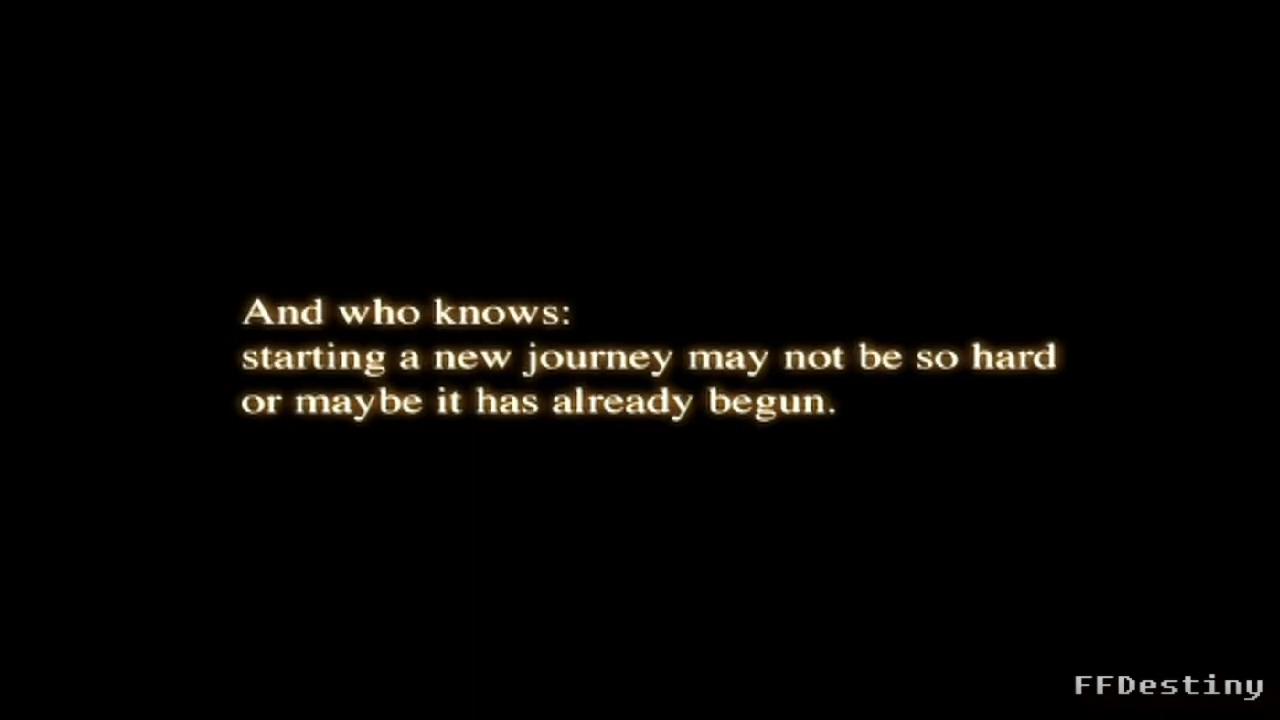 And who knows:
starting a new journey may not be so hard
or maybe it has already begun.
FFDestiny